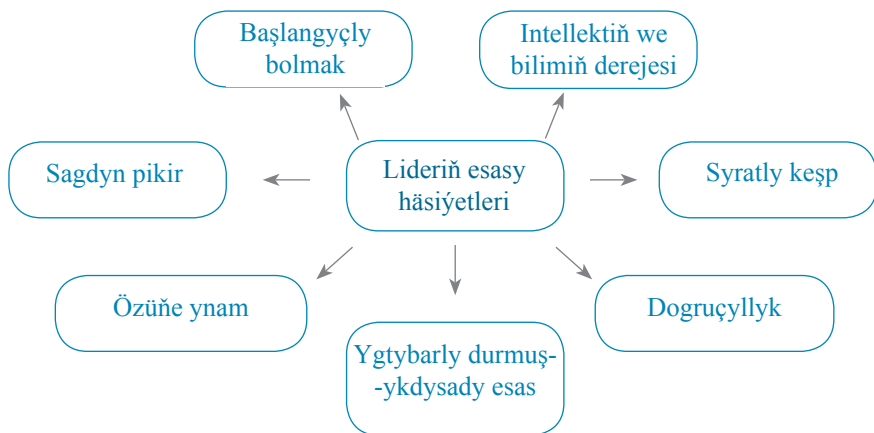 Başlangyçly
bolmak
Intellektiň we
bilimiň derejesi
Sagdyn pikir
Lideriň esasy
häsiýetleri
Syratly keşp
Özüňe ynam
Ygtybarly durmuş-
-ykdysady esas
Dogruçyllyk